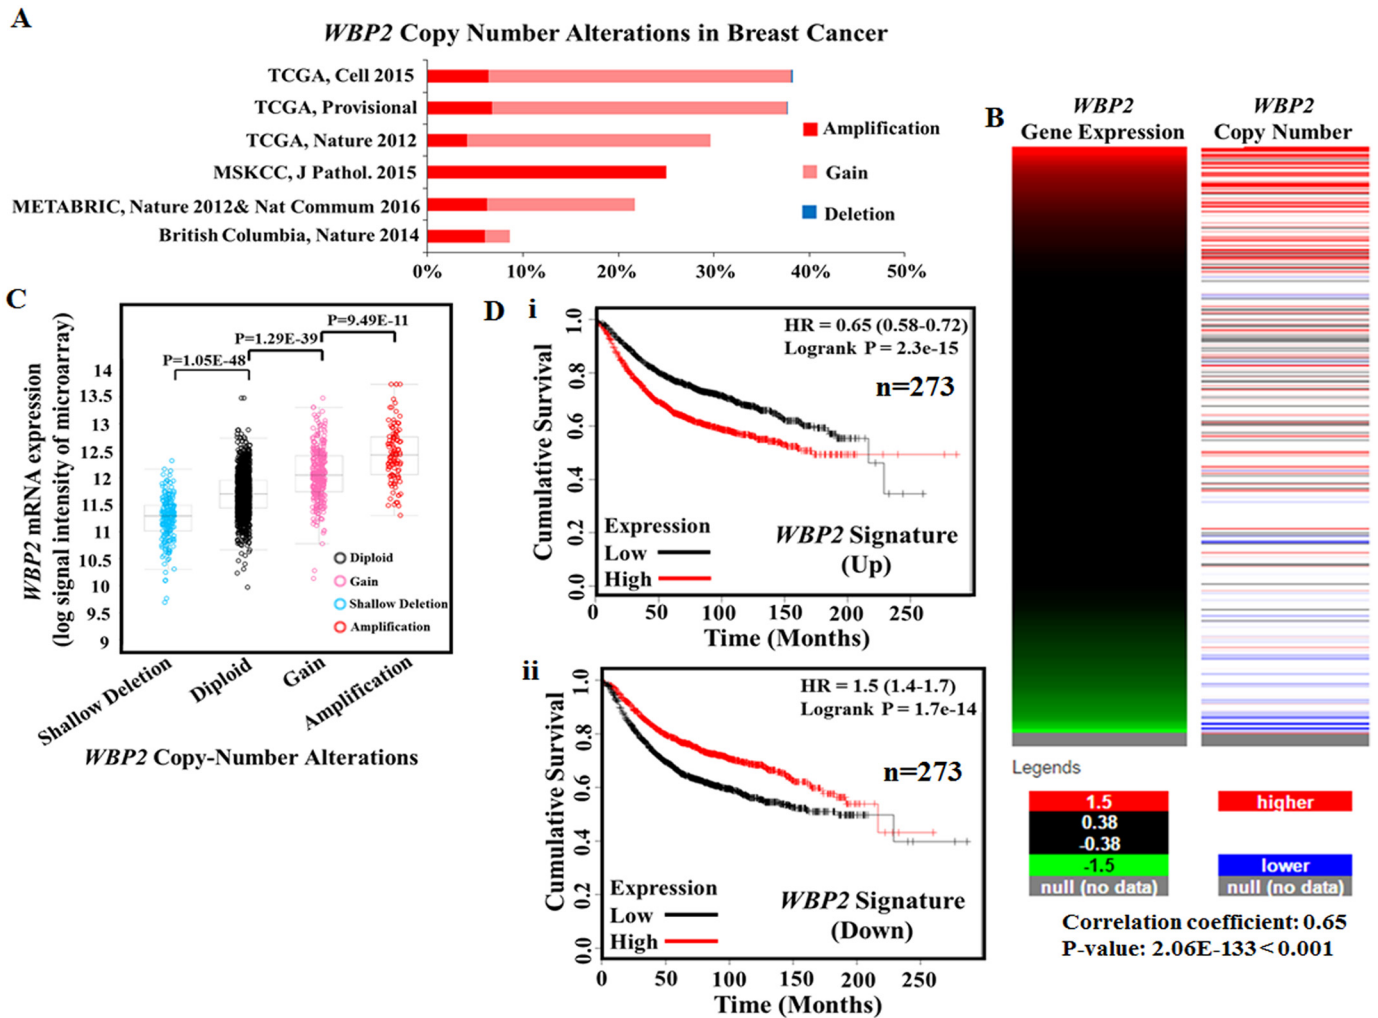 A
WBP2 Copy Number Alterations in Breast Cancer
TCGA, Cell 2015
TCGA, Provisional
TCGA, Nature 2012
MSKCC, J Pathol. 2015
METABRIC, Nature 2012& Nat Commum 2016
British Columbia, Nature 2014
0% 10% 20% 30% 40% 50%
Amplification
Gain
Deletion
B
WBP2
Gene Expression
WBP2
Copy Number
Legends
1.5
0.38
-0.38
-1.5
null (no data)
higher
lower
null (no data)
Correlation coefficient: 0.65
P-value: 2.06E-133 < 0.001
C
WBP2 mRNA expression
(log signal intensity of microarray)
14
13.5
13
12.5
12
11.5
11
10.5
10
9.5
9
P=1.05E-48
P=1.29E-39
P=9.49E-11
Diploid
Gain
Shallow Deletion
Amplification
Shallow Deletion
Diploid
Gain
Amplification
WBP2 Copy-Number Alterations
D
i
Cumulative Survival
1.0
0.8
0.6
0.4
0.2
0.0
HR = 0.65 (0.58-0.72)
Logrank P = 2.3e-15
n=273
Expression
Low
High
WBP2 Signature
(Up)
0 50 100 150 200 250
Time (Months)
ii
Cumulative Survival
1.0
0.8
0.6
0.4
0.2
0.0
HR = 1.5 (1.4-1.7)
Logrank P = 1.7e-14
n=273
Expression
Low
High
WBP2 Signature
(Down)
0 50 100 150 200 250
Time (Months)